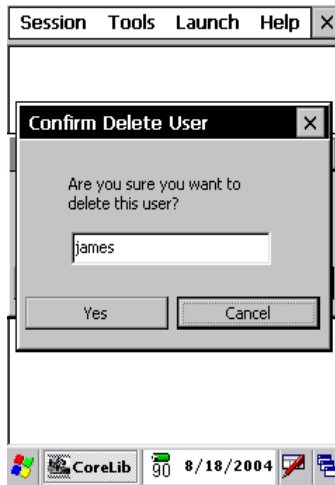 Session Tools Launch Help ×
Confirm Delete User ×
Are you sure you want to
delete this user?
james
Yes Cancel
CoreLib 90 8/18/2004